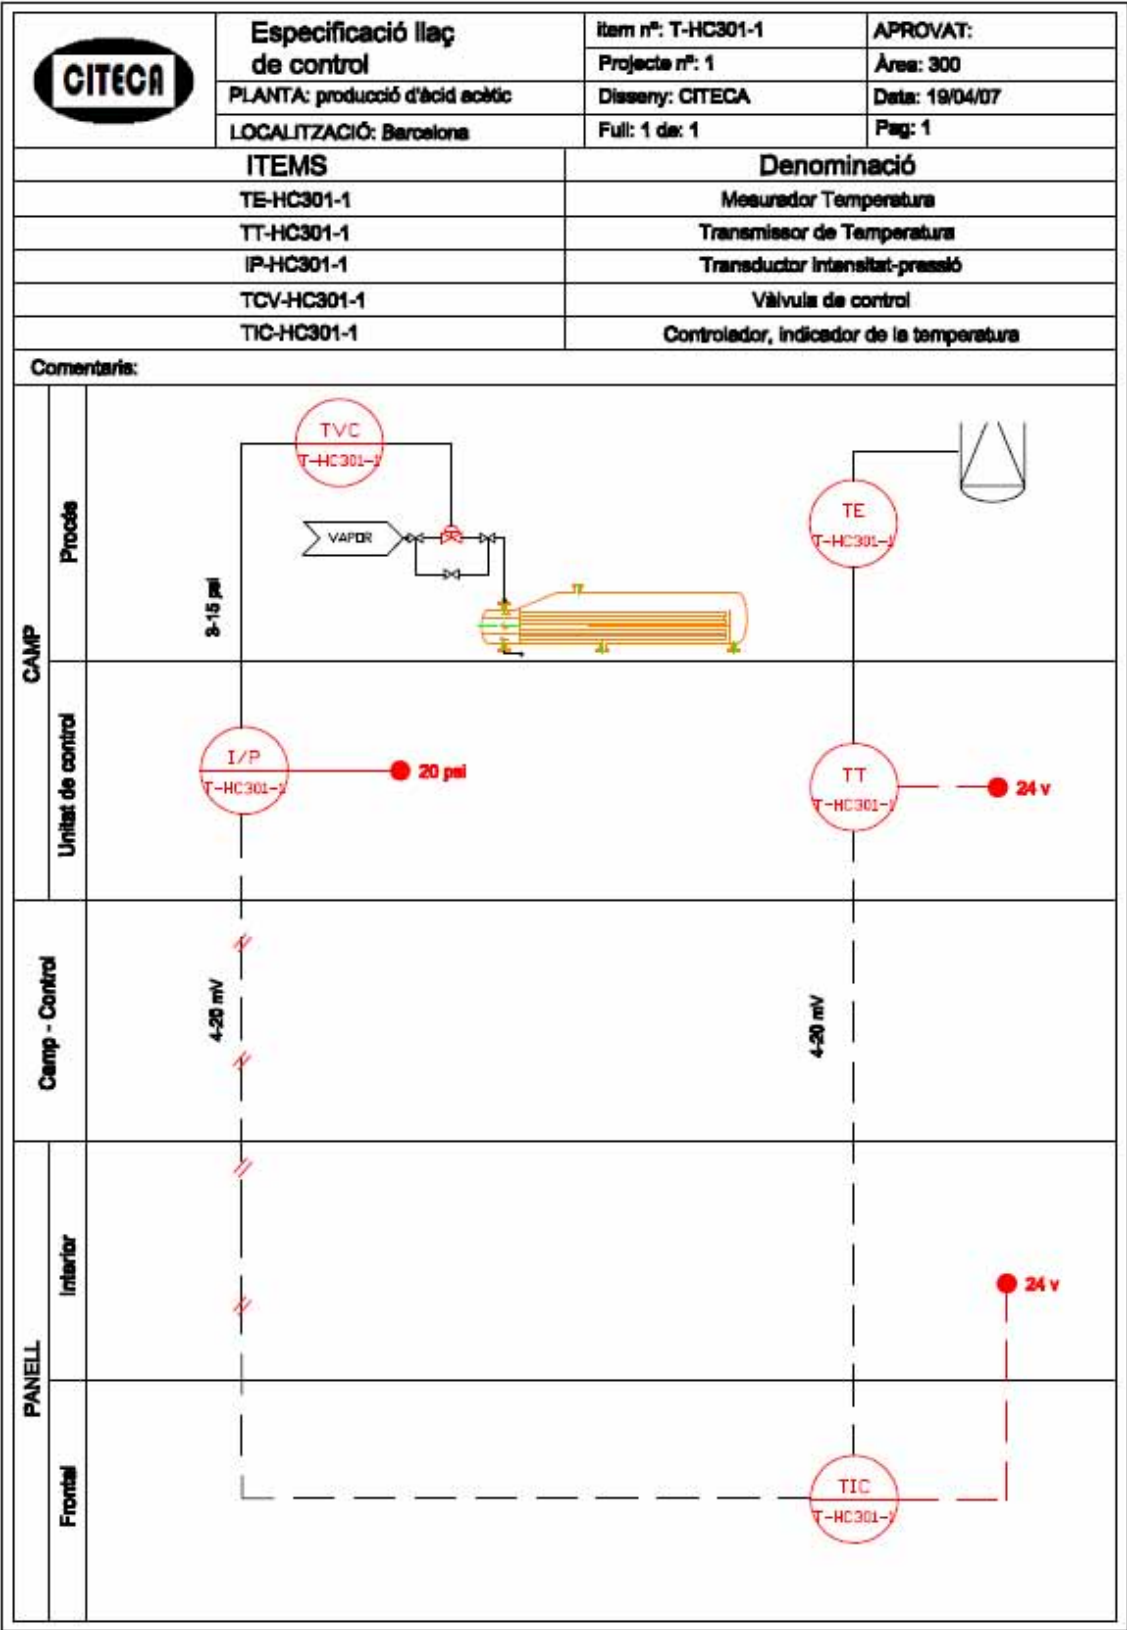 CITECA
Especificació llaç
de control
PLANTA: producció d'àcid acètic
LOCALITZACIÓ: Barcelona
item nº: T-HC301-1
Projecte nº: 1
Disseny: CITECA
Full: 1 de: 1
APROVAT:
Àrea: 300
Data: 19/04/07
Pag: 1
ITEMS
Denominació
TE-HC301-1
Mesurador Temperatura
TT-HC301-1
Transmissor de Temperatura
IP-HC301-1
Transductor intensitat-pressió
TCV-HC301-1
Vàlvula de control
TIC-HC301-1
Controlador, indicador de la temperatura
Comentaris:
CAMP
Procés
TVC
T-HC301-1
VAPOR
3-15 psi
TE
T-HC301-1
Unitat de control
I/P
T-HC301-1
20 psi
TT
T-HC301-1
24 v
Camp - Control
4-20 mV
4-20 mV
PANELL
Interior
24 v
Frontal
TIC
T-HC301-1